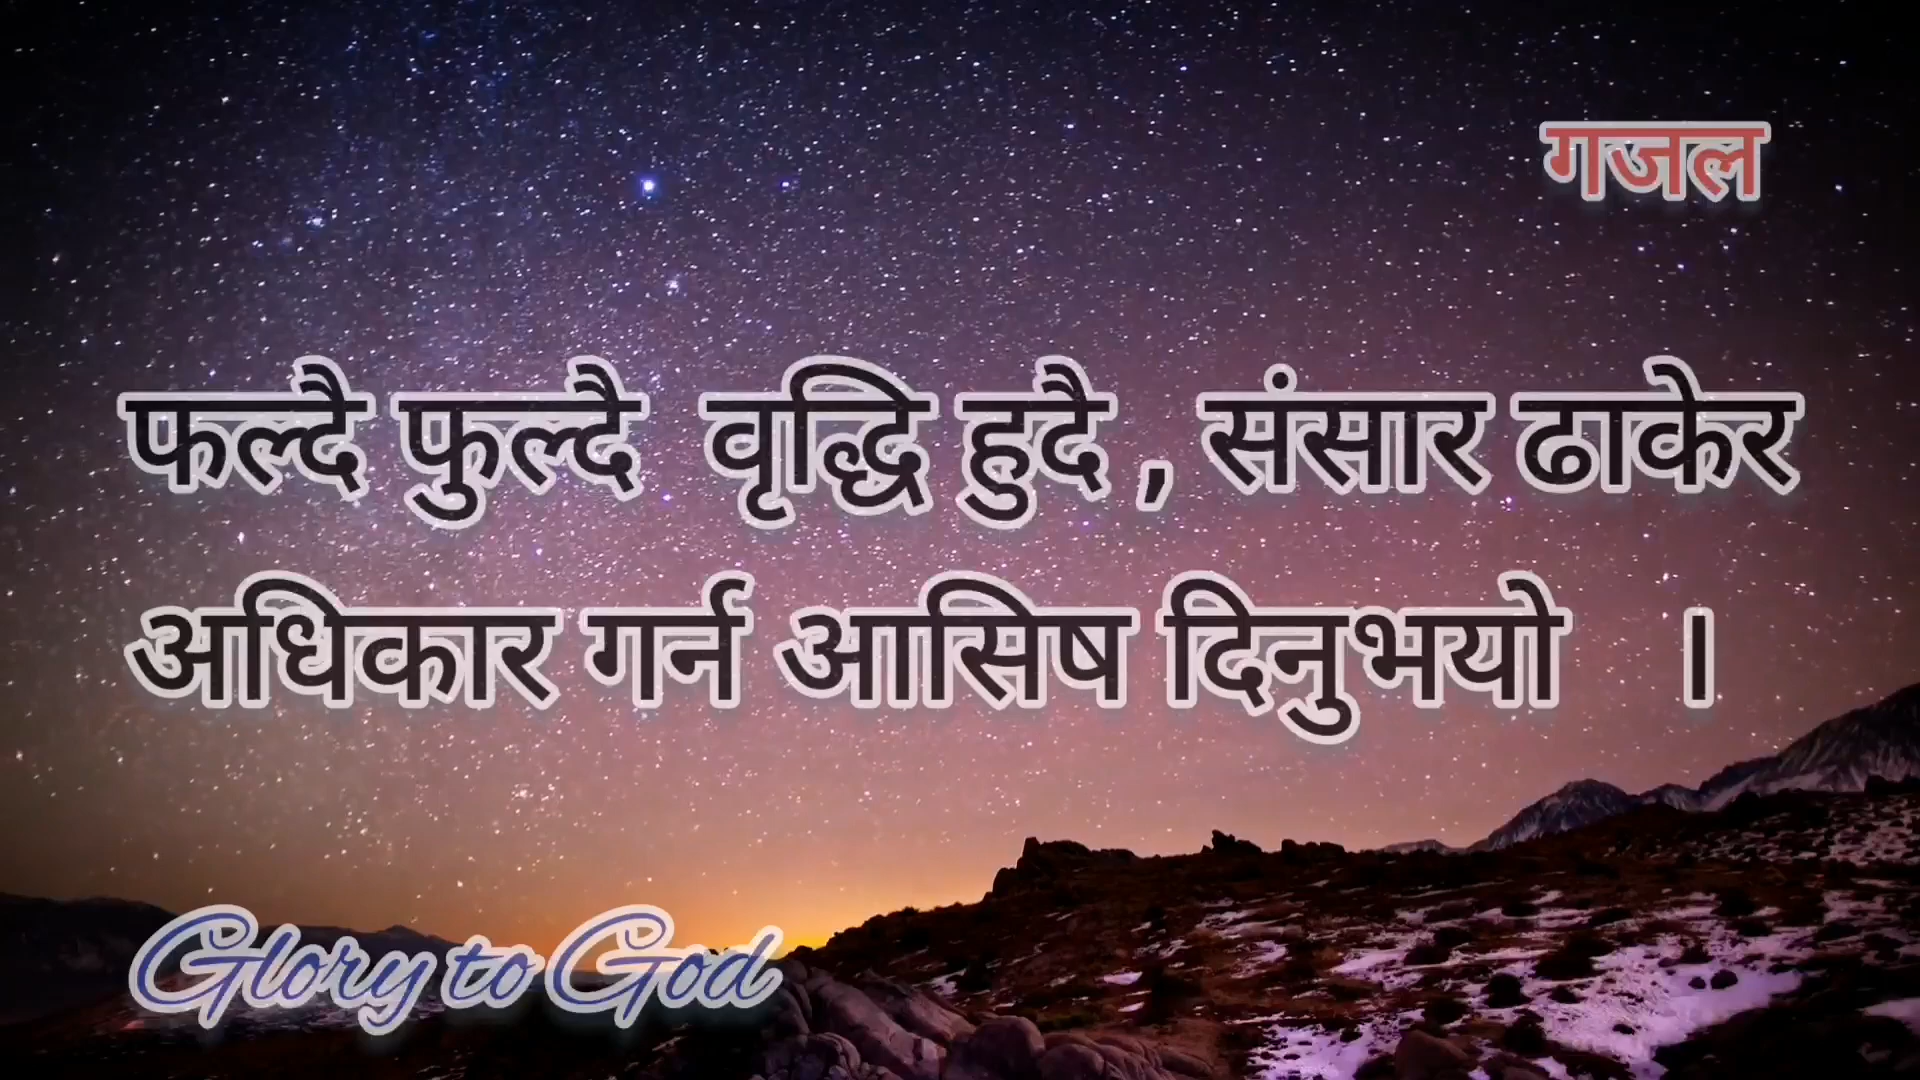 गजल
फल्दै फुल्दै वृद्धि हुदै , संसार ढाकेर
अधिकार गर्न आसिष दिनुभयो ।
Glory to God